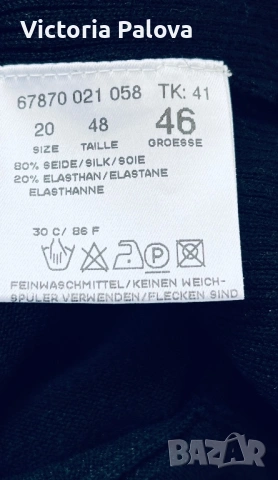 Victoria Palova
67870 021 058 TK: 41
20 48 46
SIZE TAILLE GROESSE
80% SEIDE/SILK/SOIE
20% ELASTHAN/ELASTANE
ELASTHANNE
P
30 C/ 86 F
FEINWASCHMITTEL/KEINEN WEICH-
SPÜLER VERWENDEN/FLECKEN SIND
BAZAR